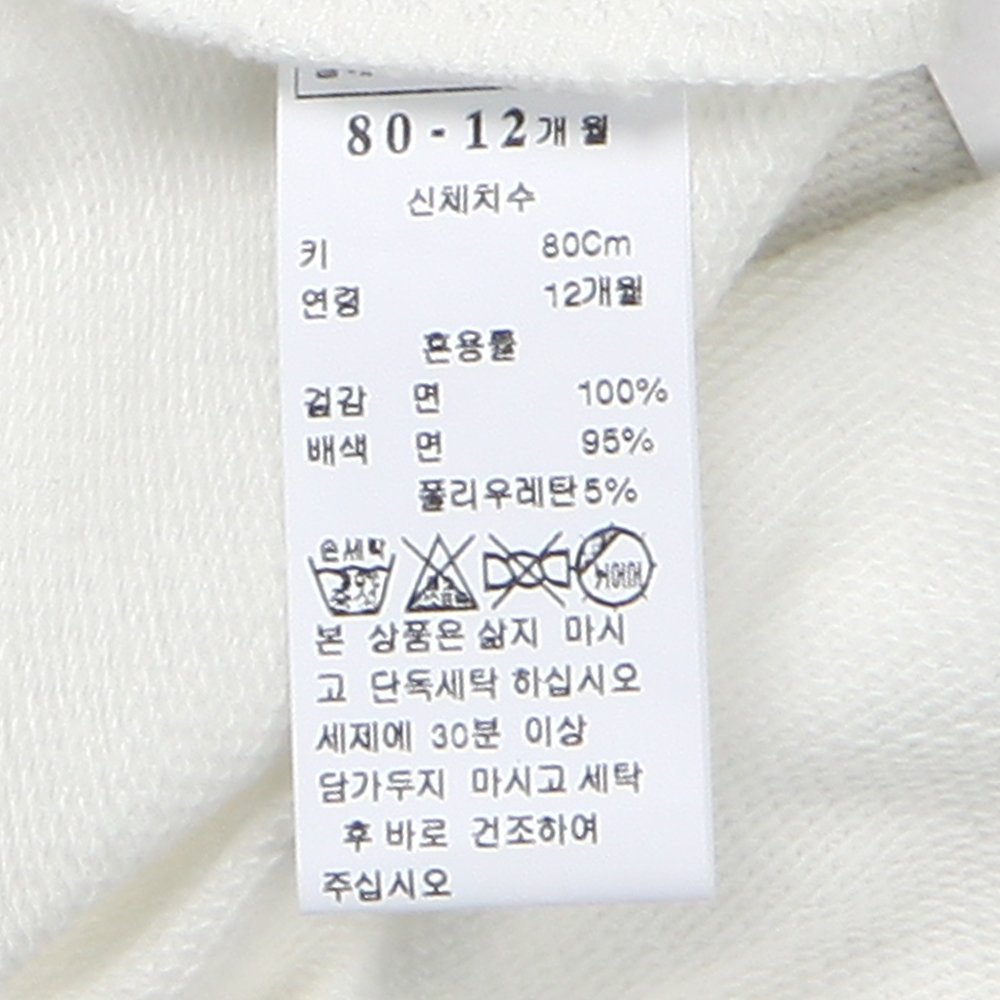 80 - 12개월
신체치수
키 80Cm
연령 12개월
혼용률
겉감 면 100%
배색 면 95%
폴리우레탄 5%
손세탁
본 상품은 삶지 마시
고 단독세탁 하십시오
세제에 30분 이상
담가두지 마시고 세탁
후 바로 건조하여
주십시오